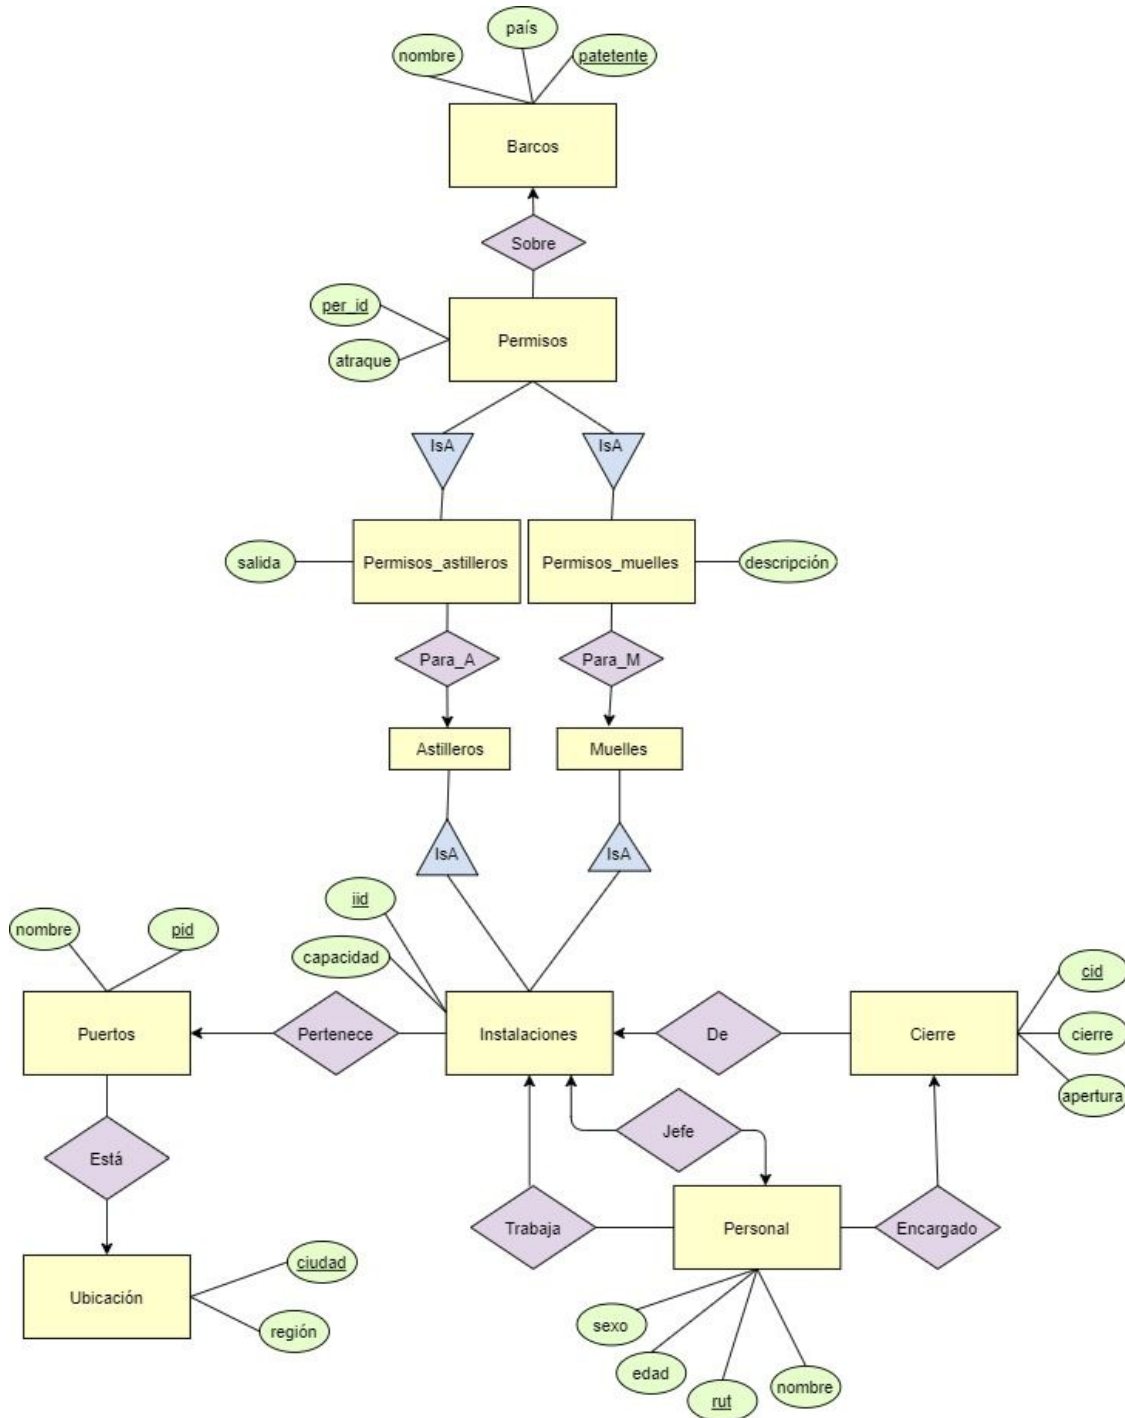 país
nombre
patetente
Barcos
Sobre
per_id
Permisos
atraque
IsA
IsA
salida
Permisos_astilleros
Permisos_muelles
descripción
Para_A
Para_M
Astilleros
Muelles
IsA
IsA
iid
nombre
pid
capacidad
cid
Puertos
Pertenece
Instalaciones
De
Cierre
cierre
apertura
Jefe
Está
Trabaja
Personal
Encargado
ciudad
Ubicación
región
sexo
edad
rut
nombre